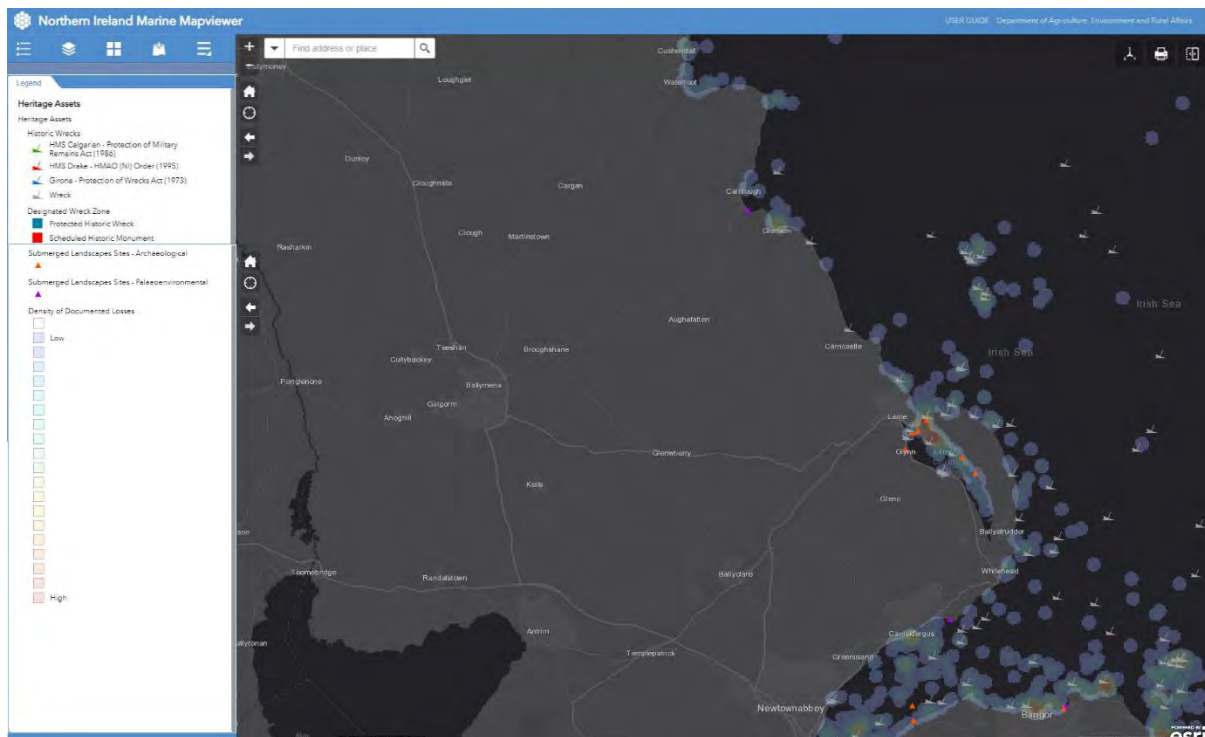 Northern Ireland Marine Mapviewer
USER GUIDE Department of Agriculture, Environment and Rural Affairs
Find address or place
Legend
Heritage Assets
Heritage Assets
Historic Wrecks
HMS Calgarian - Protection of Military
Remains Act (1986)
HMS Drake - HMAO (NI) Order (1995)
Girona - Protection of Wrecks Act (1973)
Wreck
Designated Wreck Zone
Protected Historic Wreck
Scheduled Historic Monument
Submerged Landscapes Sites - Archaeological
Submerged Landscapes Sites - Palaeoenvironmental
Density of Documented Losses
Low
High
Cushendall
Ballymoney
Loughgiel
Waterfoot
Dunloy
Cloughmills
Cargan
Carnlough
Clough
Martinstown
Glenarm
Rasharkin
Irish Sea
Aughafatten
Carncastle
Irish Sea
Teeshan
Cullybackey
Broughshane
Portglenone
Ballymena
Galgorm
Ahoghill
Larne
Glenwherry
Glynn
Kells
Gleno
Ballystrudder
Toomebridge
Randalstown
Ballyclare
Whitehead
Antrim
Carrickfergus
Templepatrick
Greenisland
Newtownabbey
Bangor
POWERED BY
esri